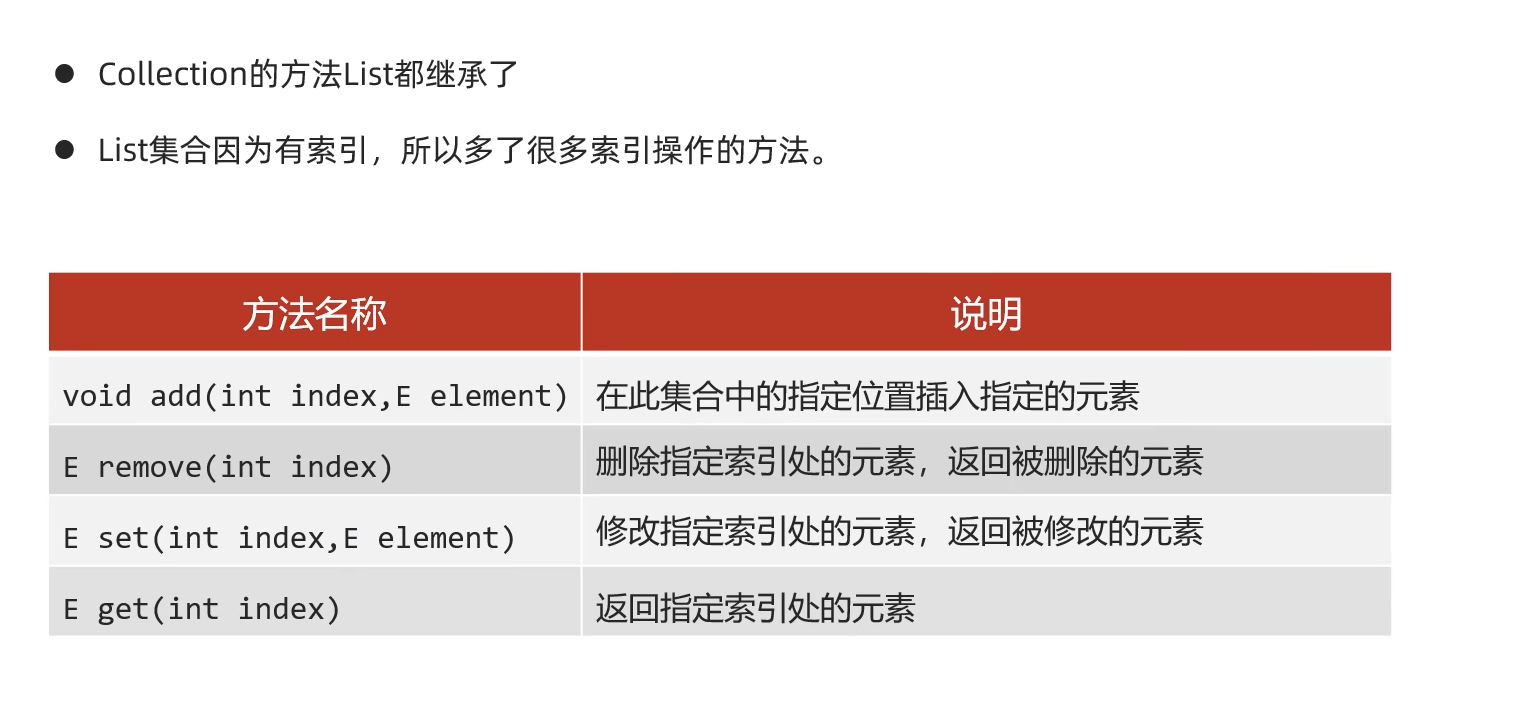 ● Collection的方法List都继承了
● List集合因为有索引，所以多了很多索引操作的方法。
方法名称 说明
void add(int index,E element) 在此集合中的指定位置插入指定的元素
E remove(int index) 删除指定索引处的元素，返回被删除的元素
E set(int index,E element) 修改指定索引处的元素，返回被修改的元素
E get(int index) 返回指定索引处的元素